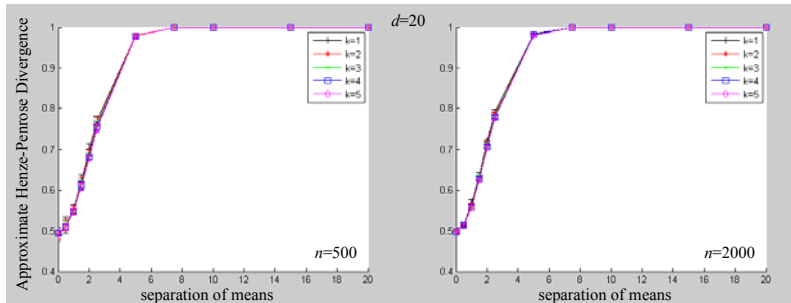 d=20
Approximate Henze-Penrose Divergence
1
0.9
0.8
0.7
0.6
0.5
0.4
0 2 4 6 8 10 12 14 16 18 20
k=1
k=2
k=3
k=4
k=5
n=500
separation of means
1
0.9
0.8
0.7
0.6
0.5
0.4
0 2 4 6 8 10 12 14 16 18 20
k=1
k=2
k=3
k=4
k=5
n=2000
separation of means